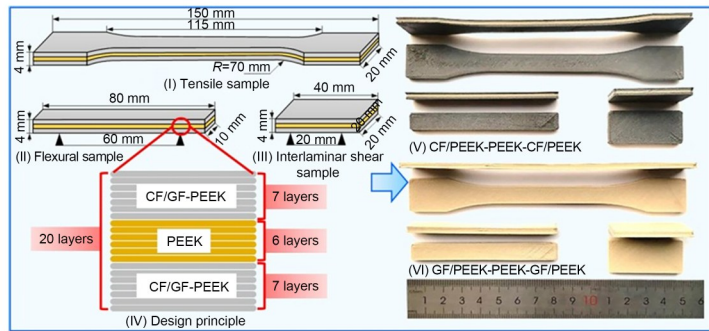 150 mm
115 mm
4 mm
R=70 mm
20 mm
(I) Tensile sample
80 mm
4 mm
60 mm
10 mm
(II) Flexural sample
40 mm
4 mm
20 mm
20 mm
(III) Interlaminar shear
sample
CF/GF-PEEK
7 layers
20 layers
PEEK
6 layers
CF/GF-PEEK
7 layers
(IV) Design principle
(V) CF/PEEK-PEEK-CF/PEEK
(VI) GF/PEEK-PEEK-GF/PEEK
1 2 3 4 5 6 7 8 9 10 1 2 3 4 5 6